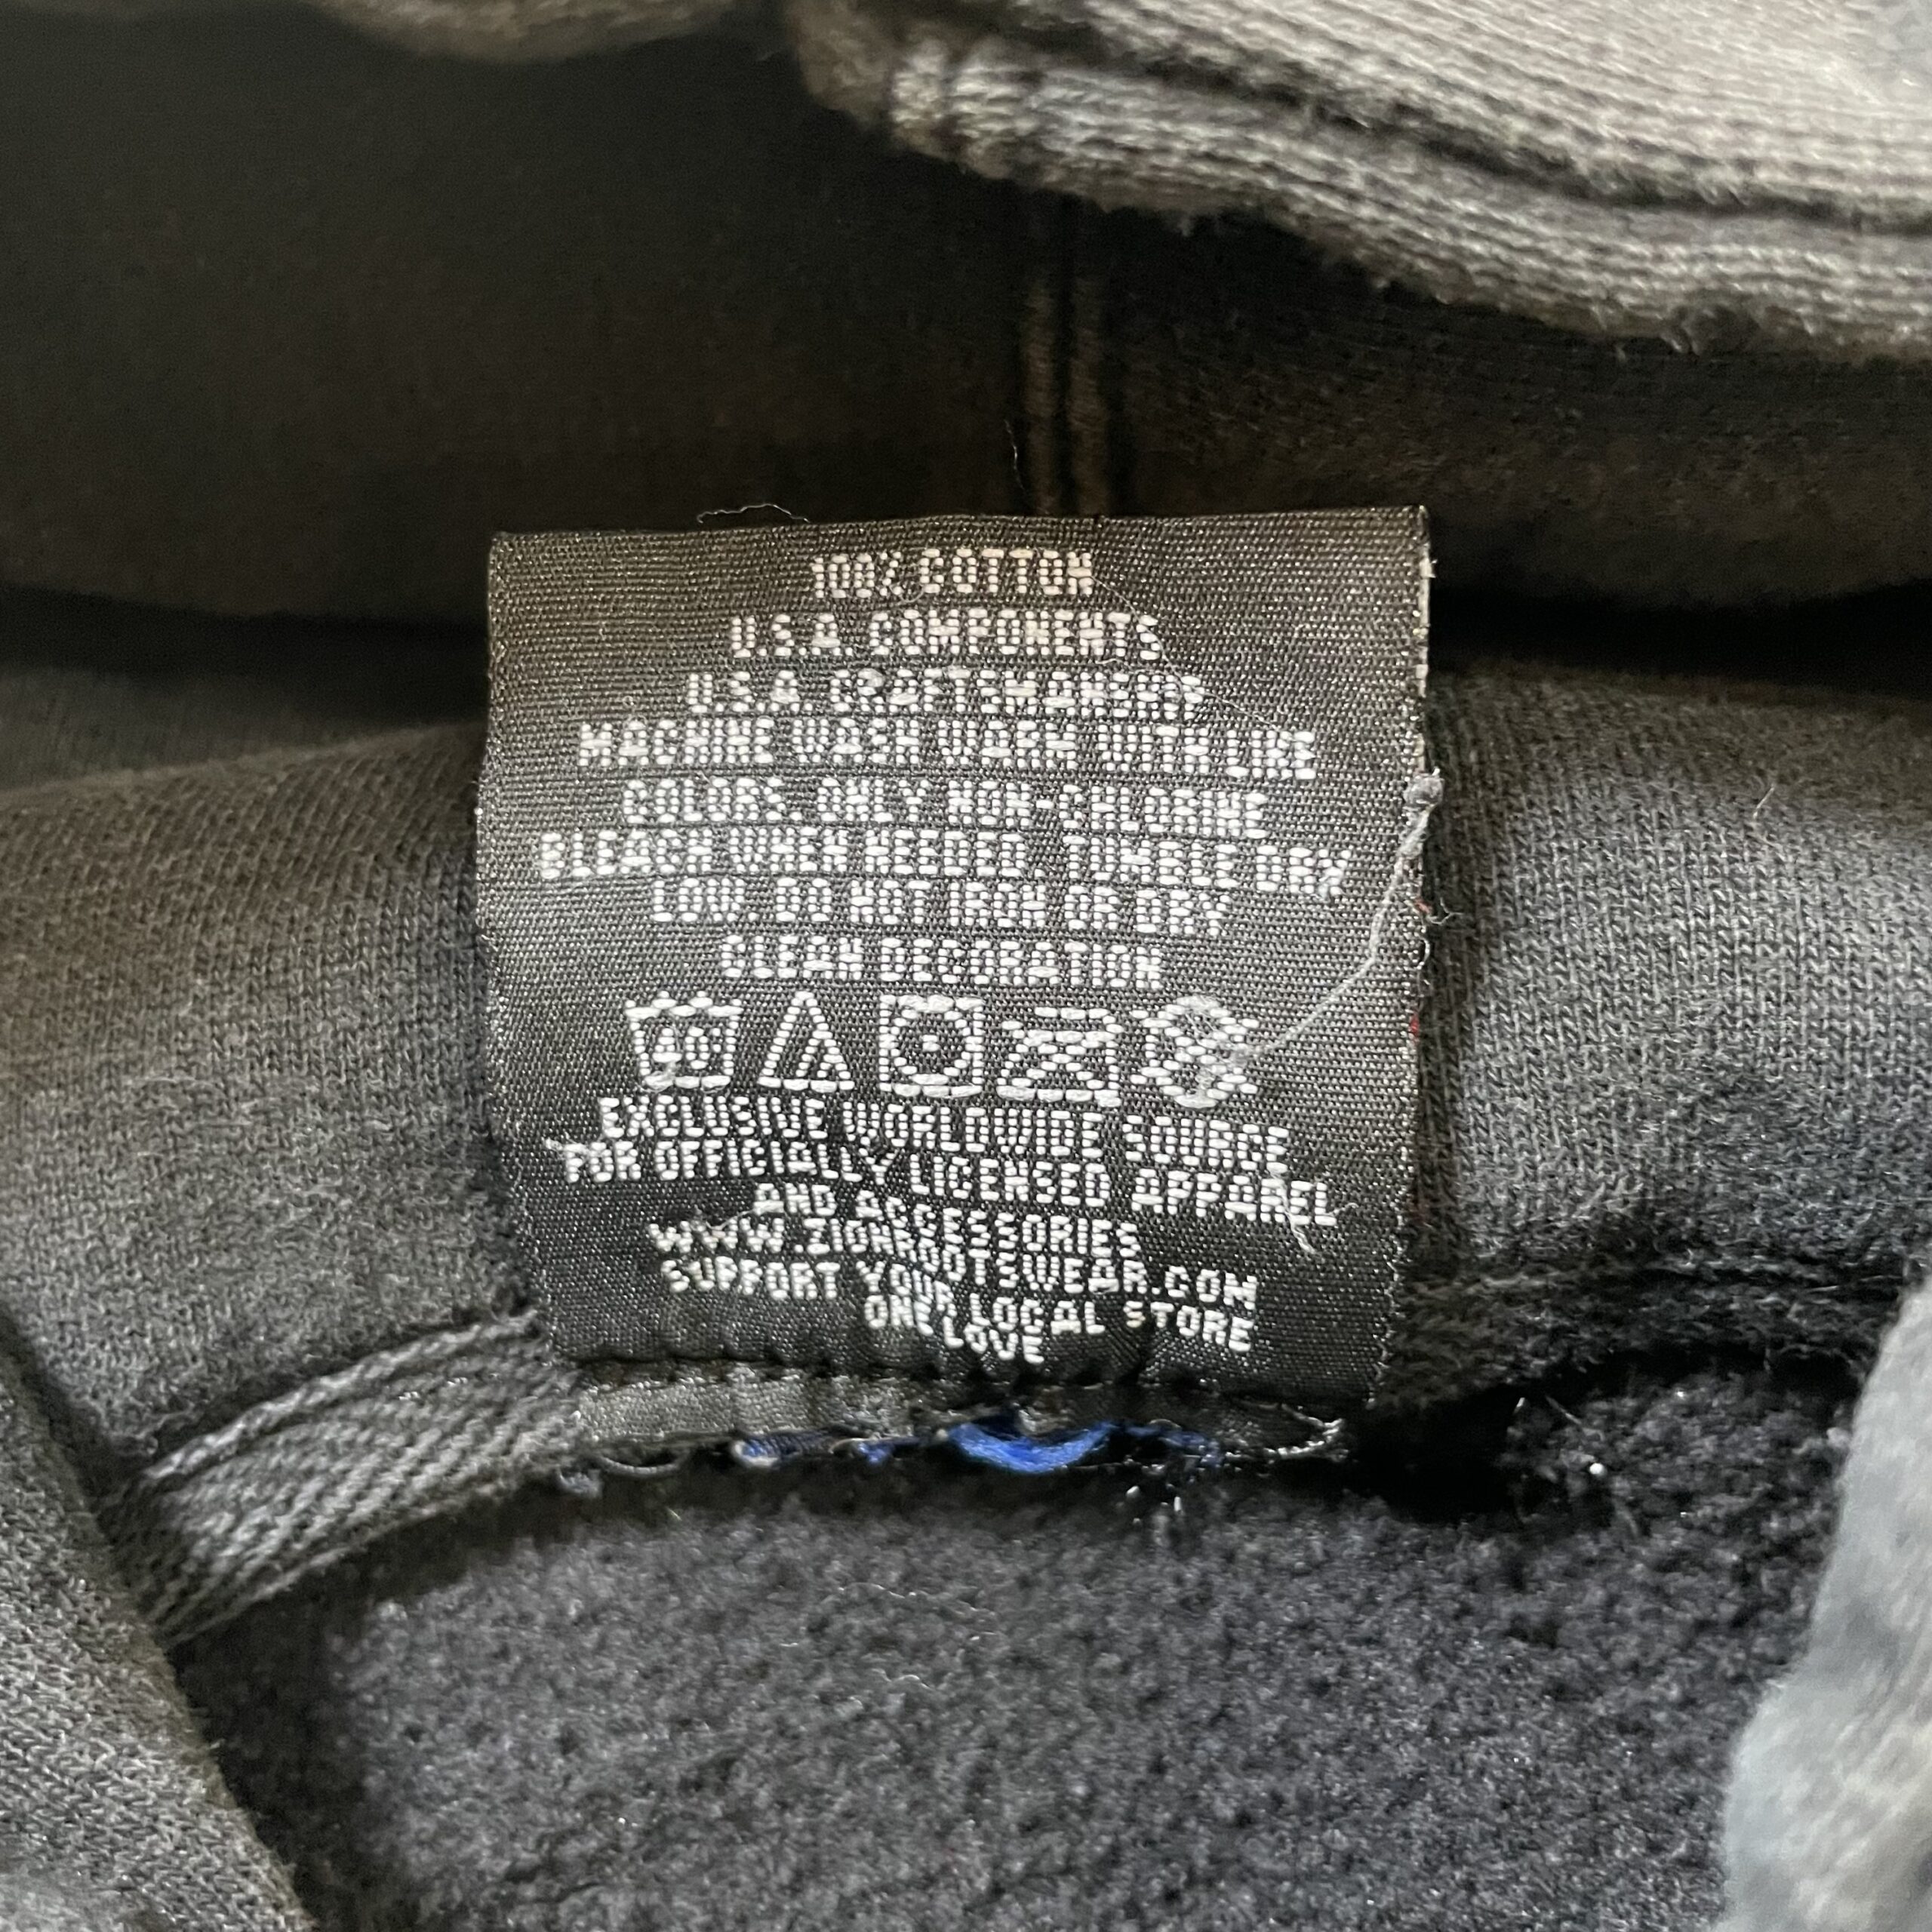 100% COTTON
U.S.A. COMPONENTS
U.S.A. CRAFTSMANSHIP
MACHINE WASH WARM WITH LIKE
COLORS. ONLY NON-CHLORINE
BLEACH WHEN NEEDED. TUMBLE DRY
LOW. DO NOT IRON OR DRY
CLEAN DECORATION
40
EXCLUSIVE WORLDWIDE SOURCE
FOR OFFICIALLY LICENSED APPAREL
AND ACCESSORIES
WWW.ZIONROOTSWEAR.COM
SUPPORT YOUR LOCAL STORE
ONE LOVE